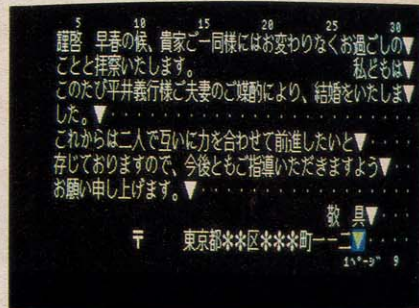 5 10 15 20 25 30
謹啓 早春の候、貴家ご一同様にはお変わりなくお過ごしの▼
ことと拝察いたします。 私どもは▼
このたび平井義行様ご夫妻のご媒酌により、結婚をいたしま▼
した。▼
これからは二人で互いに力を合わせて前進したいと▼
存じておりますので、今後ともご指導いただきますよう▼
お願い申し上げます。▼
敬 具▼
〒 東京都**区***町一一二▼
1ページ 9